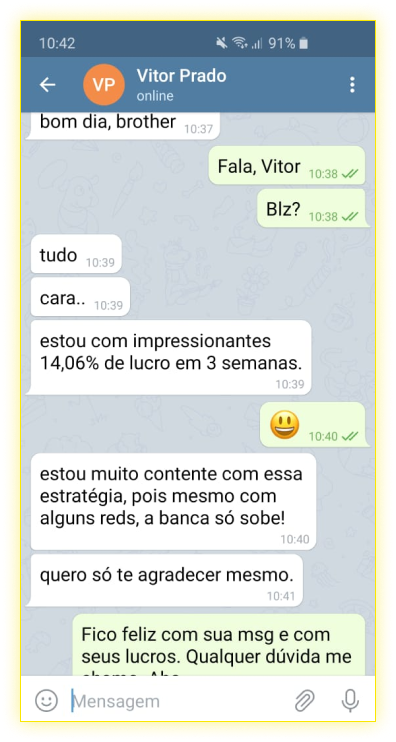 10:42
91%
VP
Vitor Prado
online
bom dia, brother 10:37
Fala, Vitor 10:38
Blz? 10:38
tudo 10:39
cara.. 10:39
estou com impressionantes
14,06% de lucro em 3 semanas.
10:39
10:40
estou muito contente com essa
estratégia, pois mesmo com
alguns reds, a banca só sobe!
10:40
quero só te agradecer mesmo.
10:41
Fico feliz com sua msg e com
seus lucros. Qualquer dúvida me
Mensagem